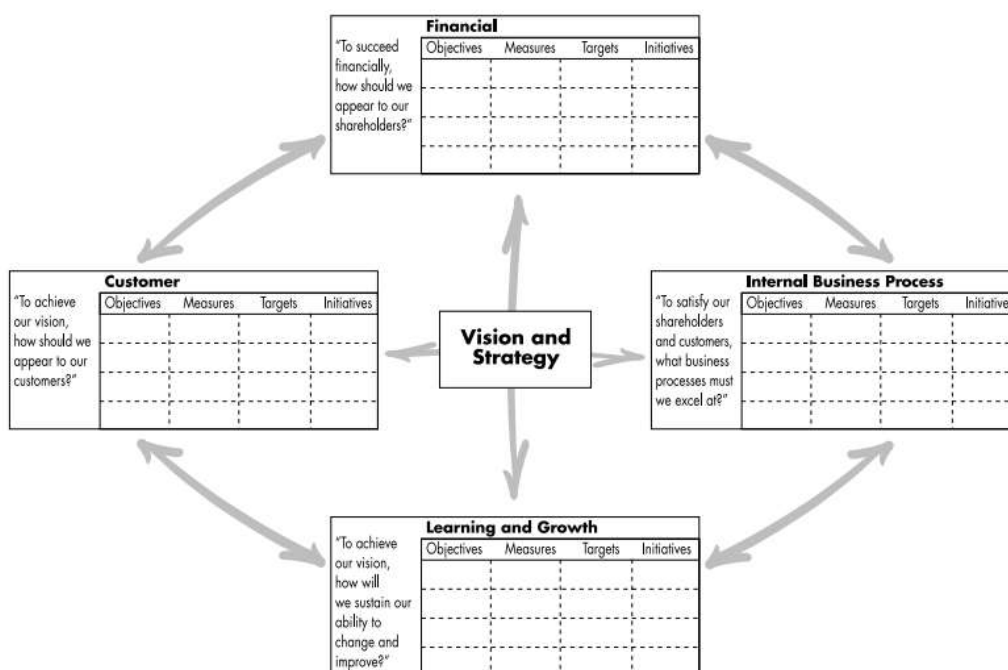 Financial
"To succeed
financially,
how should we
appear to our
shareholders?"
Objectives Measures Targets Initiatives
Customer
"To achieve
our vision,
how should we
appear to our
customers?"
Objectives Measures Targets Initiatives
Vision and
Strategy
Internal Business Process
"To satisfy our
shareholders
and customers,
what business
processes must
we excel at?"
Objectives Measures Targets Initiative
Learning and Growth
"To achieve
our vision,
how will
we sustain our
ability to
change and
improve?"
Objectives Measures Targets Initiatives